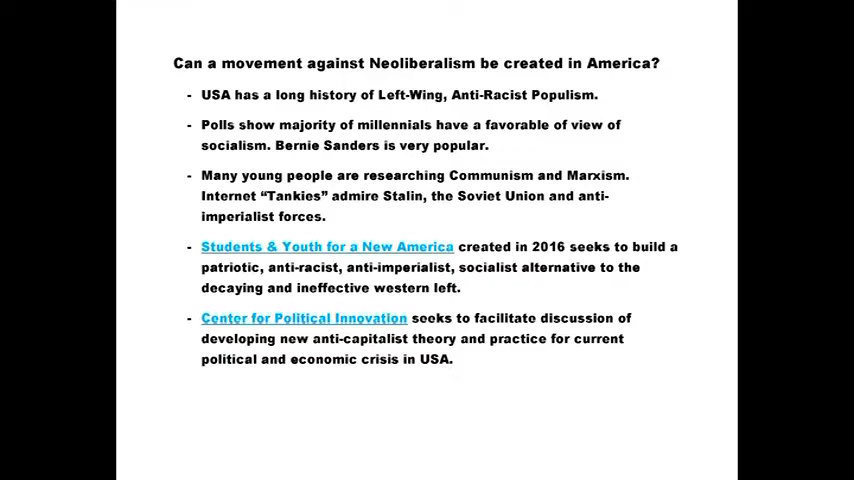 Can a movement against Neoliberalism be created in America?
- USA has a long history of Left-Wing, Anti-Racist Populism.
- Polls show majority of millennials have a favorable of view of
socialism. Bernie Sanders is very popular.
- Many young people are researching Communism and Marxism.
Internet “Tankies” admire Stalin, the Soviet Union and anti-
imperialist forces.
- Students & Youth for a New America created in 2016 seeks to build a
patriotic, anti-racist, anti-imperialist, socialist alternative to the
decaying and ineffective western left.
- Center for Political Innovation seeks to facilitate discussion of
developing new anti-capitalist theory and practice for current
political and economic crisis in USA.